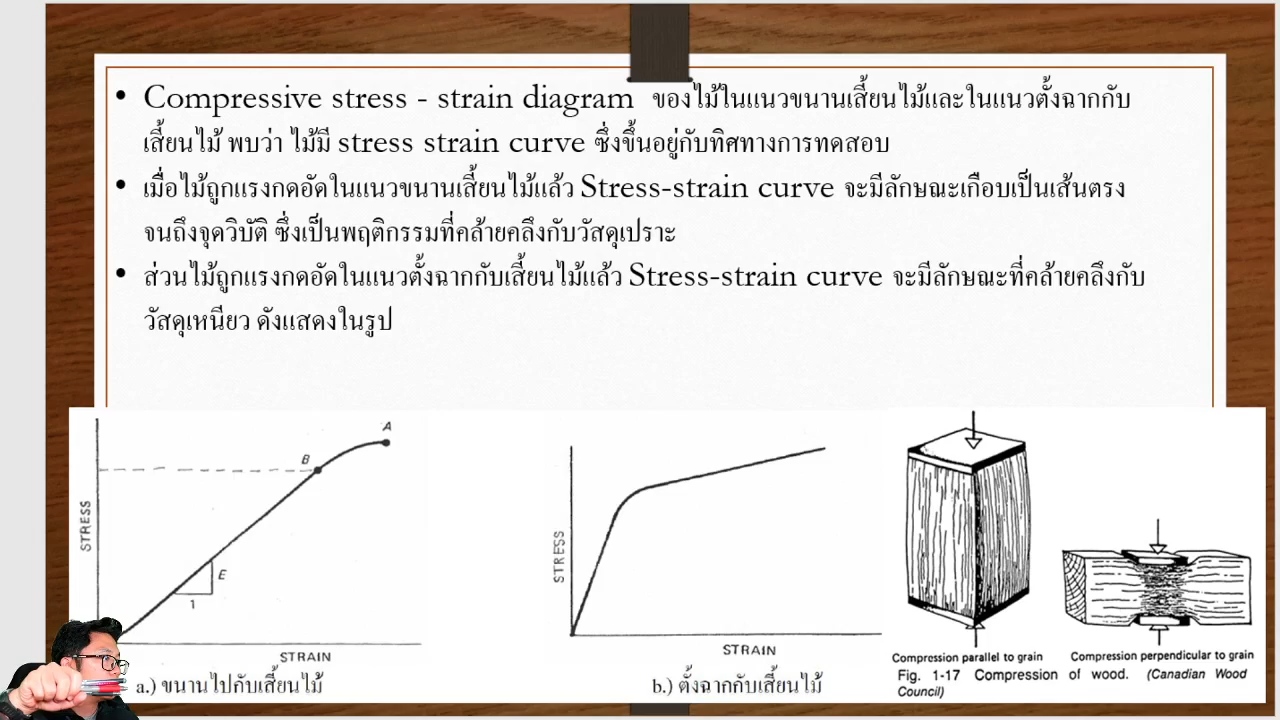 • Compressive stress - strain diagram ของไม้ในแนวขนานเสี้ยนไม้และในแนวตั้งฉากกับ
เสี้ยนไม้ พบว่า ไม้มี stress strain curve ซึ่งขึ้นอยู่กับทิศทางการทดสอบ
• เมื่อไม้ถูกแรงกดอัดในแนวขนานเสี้ยนไม้แล้ว Stress-strain curve จะมีลักษณะเกือบเป็นเส้นตรง
จนถึงจุดวิบัติ ซึ่งเป็นพฤติกรรมที่คล้ายคลึงกับวัสดุเปราะ
• ส่วนไม้ถูกแรงกดอัดในแนวตั้งฉากกับเสี้ยนไม้แล้ว Stress-strain curve จะมีลักษณะที่คล้ายคลึงกับ
วัสดุเหนียว ดังแสดงในรูป
A
B
STRESS
E
1
STRAIN
a.) ขนานไปกับเสี้ยนไม้
STRESS
STRAIN
b.) ตั้งฉากกับเสี้ยนไม้
Compression parallel to grain
Compression perpendicular to grain
Fig. 1-17 Compression of wood. (Canadian Wood
Council)